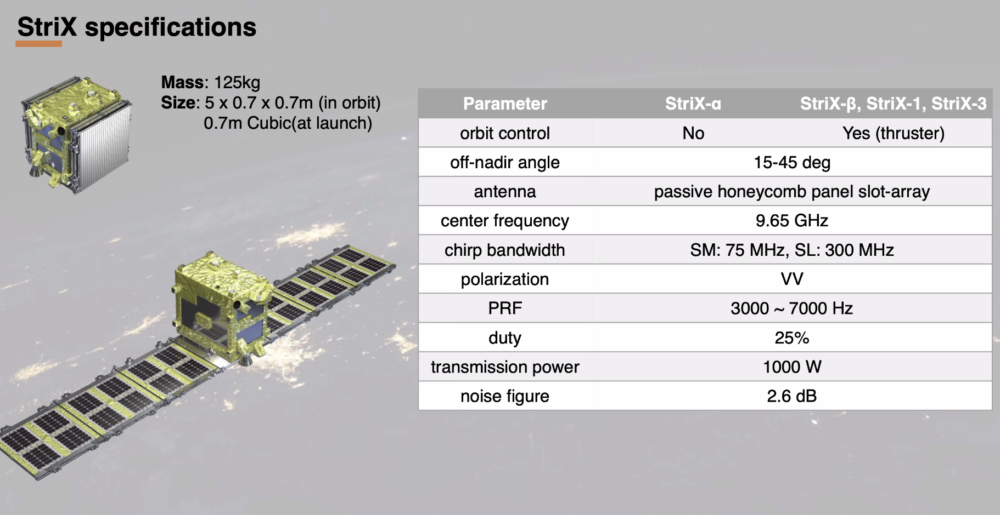 StriX specifications
Mass: 125kg
Size: 5 x 0.7 x 0.7m (in orbit)
0.7m Cubic(at launch)
Parameter StriX-α StriX-β, StriX-1, StriX-3
orbit control No Yes (thruster)
off-nadir angle 15-45 deg
antenna passive honeycomb panel slot-array
center frequency 9.65 GHz
chirp bandwidth SM: 75 MHz, SL: 300 MHz
polarization VV
PRF 3000 ~ 7000 Hz
duty 25%
transmission power 1000 W
noise figure 2.6 dB